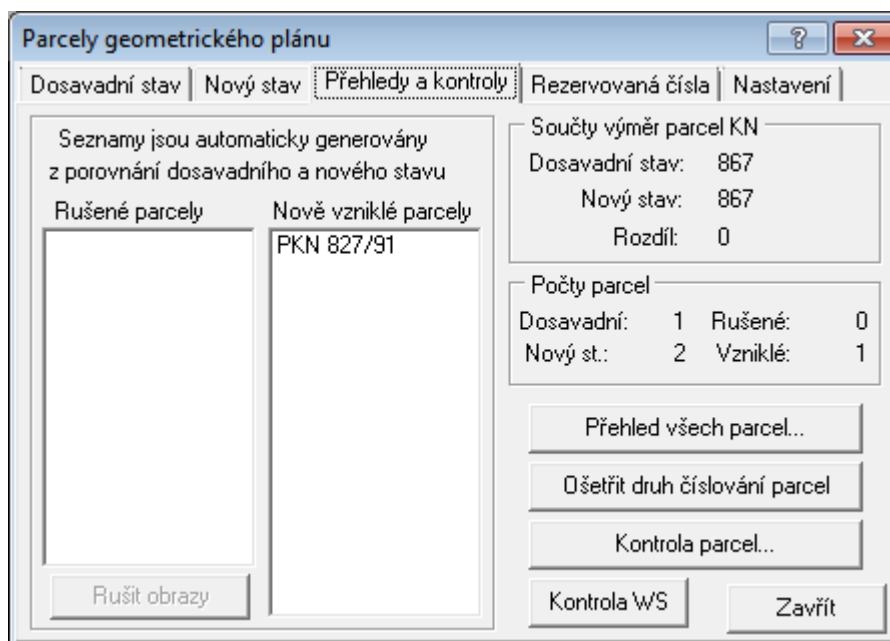 Parcely geometrického plánu
Dosavadní stav
Nový stav
Přehledy a kontroly
Rezervovaná čísla
Nastavení
Seznamy jsou automaticky generovány
z porovnání dosavadního a nového stavu
Rušené parcely
Nově vzniklé parcely
PKN 827/91
Rušit obrazy
Součty výměr parcel KN
Dosavadní stav: 867
Nový stav: 867
Rozdíl: 0
Počty parcel
Dosavadní: 1 Rušené: 0
Nový st.: 2 Vzniklé: 1
Přehled všech parcel...
Ošetřit druh číslování parcel
Kontrola parcel...
Kontrola WS
Zavřít